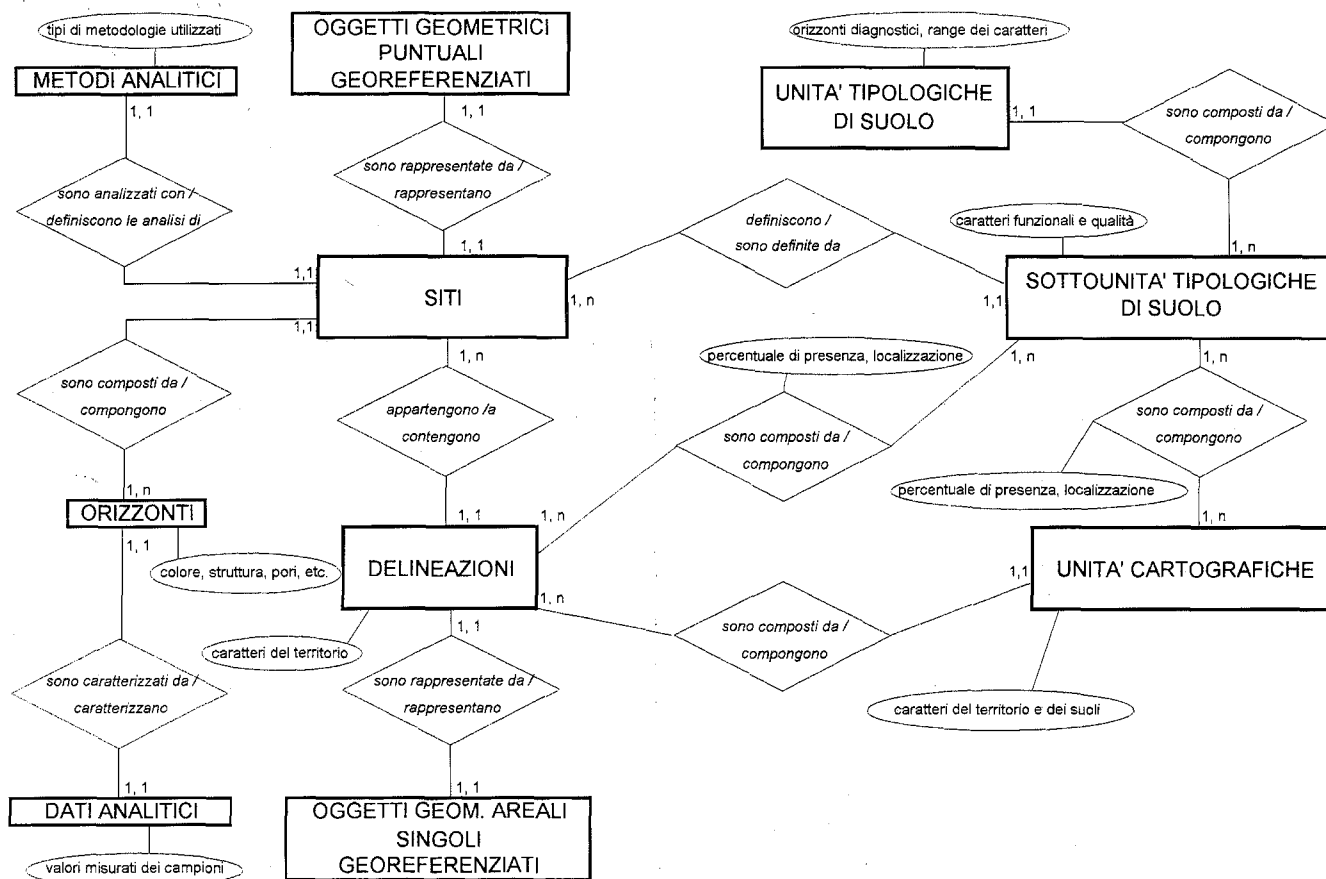 tipi di metodologie utilizzati
METODI ANALITICI
1, 1
sono analizzati con /
definiscono le analisi di
1,1
OGGETTI GEOMETRICI
PUNTUALI
GEOREFERENZIATI
1, 1
sono rappresentate da /
rappresentano
1, 1
SITI
orizzonti diagnostici, range dei caratteri
UNITA' TIPOLOGICHE
DI SUOLO
1, 1
sono composti da /
compongono
1, n
caratteri funzionali e qualità
definiscono /
sono definite da
1, n
1,1
SOTTOUNITA' TIPOLOGICHE
DI SUOLO
1,1
sono composti da /
compongono
1, n
ORIZZONTI
1, 1
colore, struttura, pori, etc.
1, n
appartengono /a
contengono
1, 1
DELINEAZIONI
percentuale di presenza, localizzazione
1, n
sono composti da /
compongono
1, n
1, n
sono composti da /
compongono
percentuale di presenza, localizzazione
1, n
UNITA' CARTOGRAFICHE
1,1
1, n
sono composti da /
compongono
caratteri del territorio e dei suoli
caratteri del territorio
1, 1
sono rappresentate da /
rappresentano
1, 1
OGGETTI GEOM. AREALI
SINGOLI
GEOREFERENZIATI
sono caratterizzati da /
caratterizzano
1, 1
DATI ANALITICI
valori misurati dei campioni